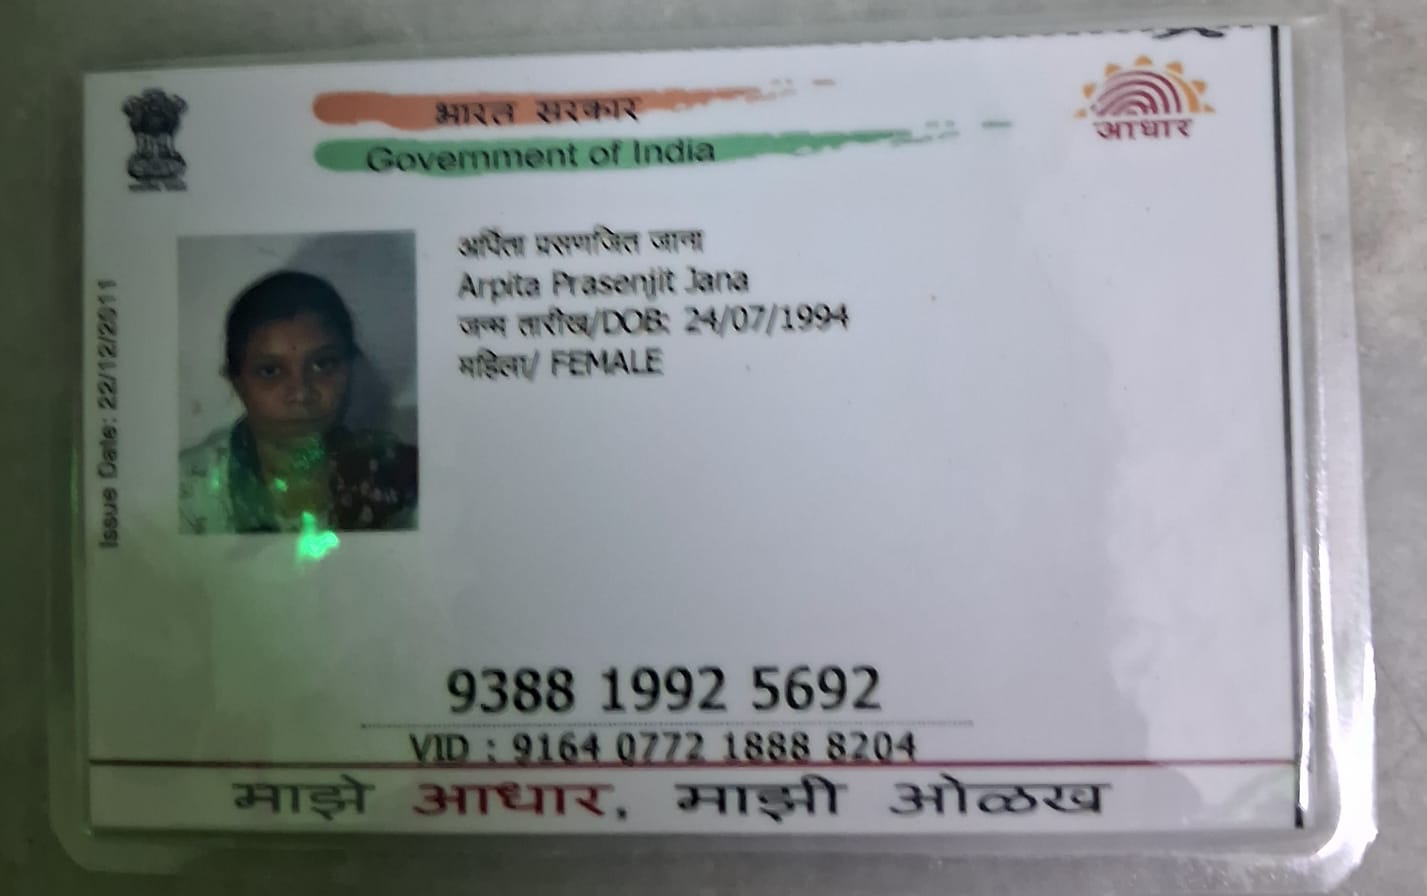 भारत सरकार
Government of India
आधार
Issue Date: 22/12/2011
अर्पिता प्रसणजित जाना
Arpita Prasenjit Jana
जन्म तारीख/DOB: 24/07/1994
महिला/ FEMALE
9388 1992 5692
VID : 9164 0772 1888 8204
माझे आधार, माझी ओळख